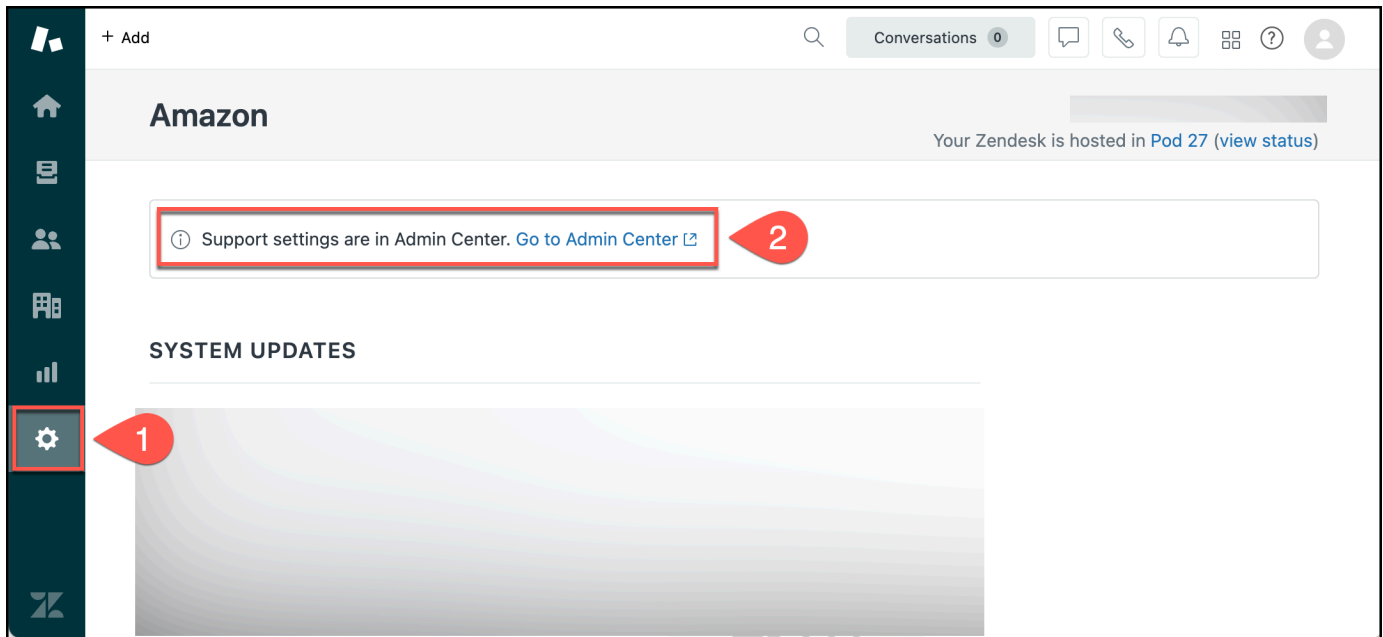 + Add
Conversations 0
Amazon
Your Zendesk is hosted in Pod 27 (view status)
Support settings are in Admin Center. Go to Admin Center
2
SYSTEM UPDATES
1